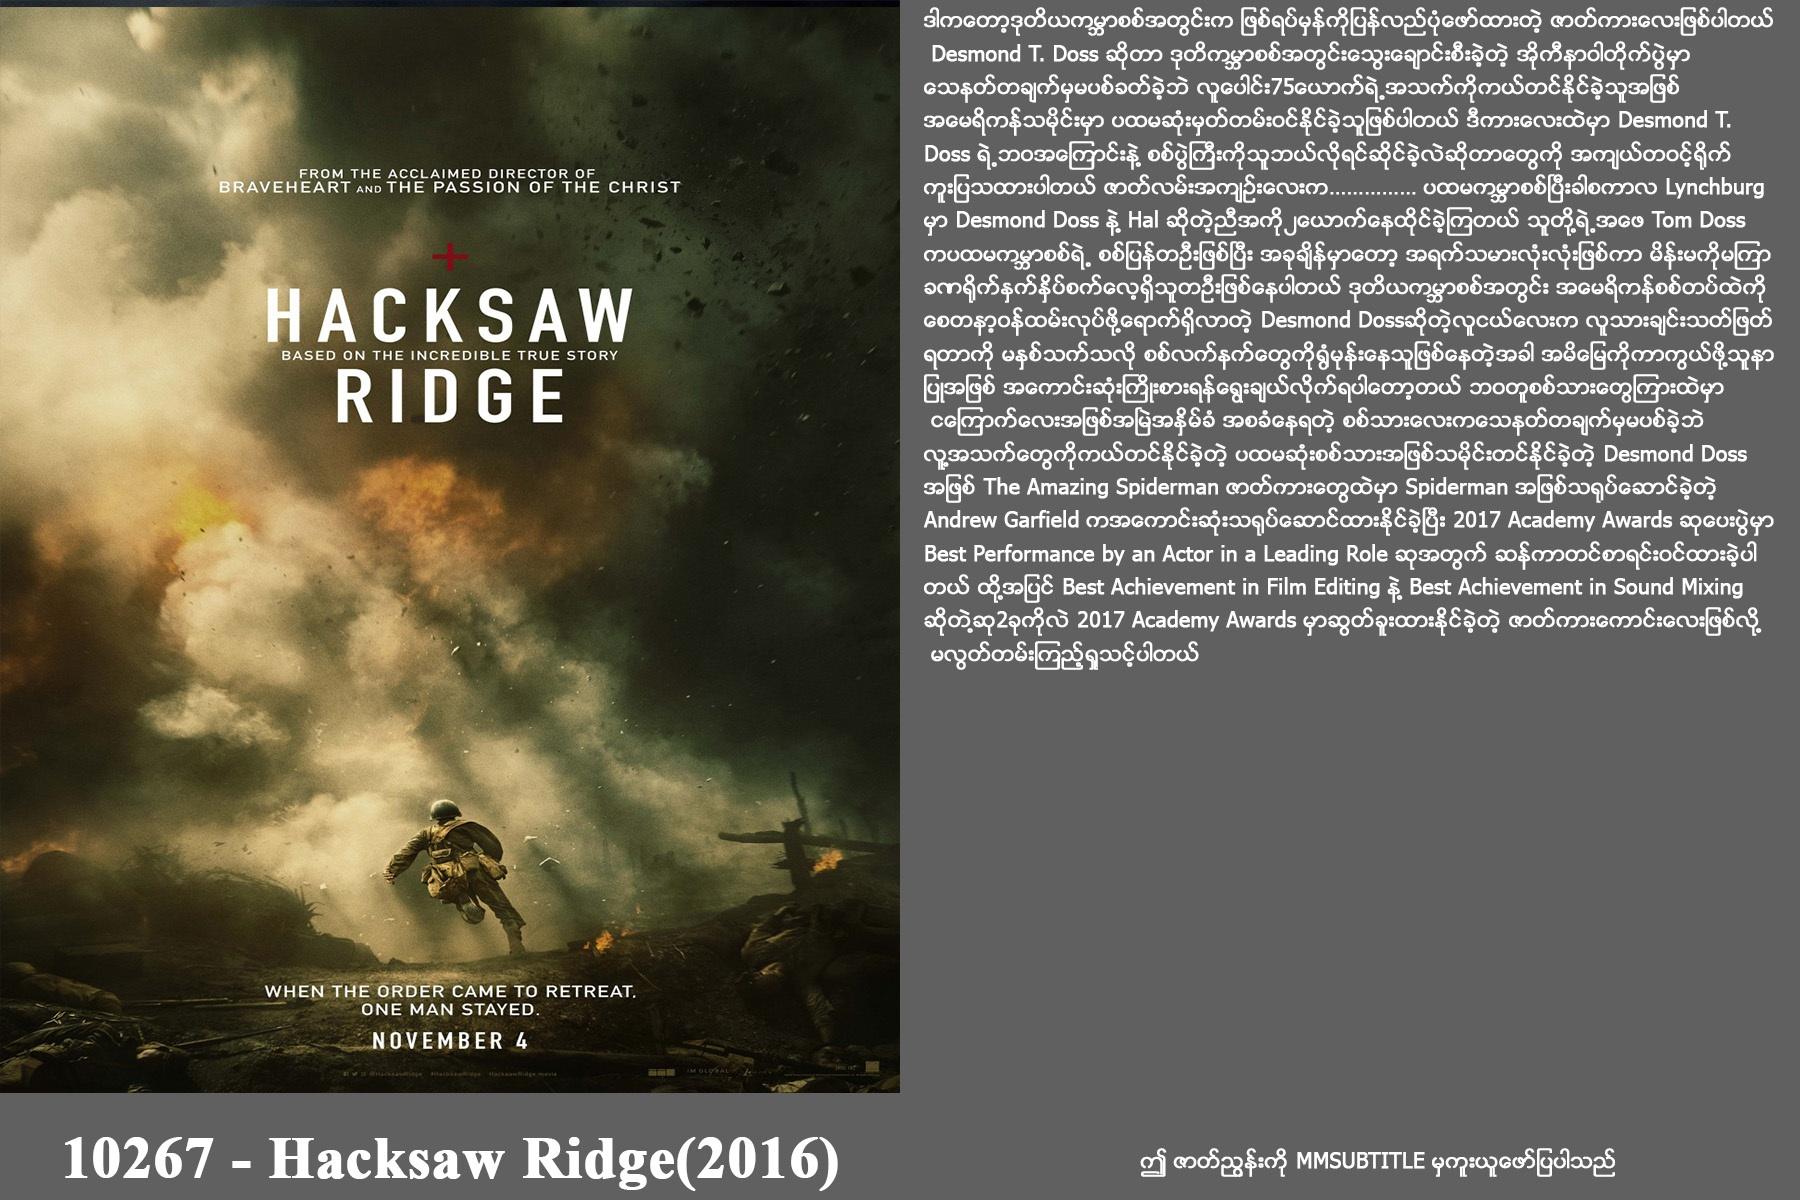 FROM THE ACCLAIMED DIRECTOR OF
BRAVEHEART AND THE PASSION OF THE CHRIST
HACKSAW
BASED ON THE INCREDIBLE TRUE STORY
RIDGE
WHEN THE ORDER CAME TO RETREAT,
ONE MAN STAYED.
NOVEMBER 4
@HacksawRidge #HacksawRidge HacksawRidge.movie
IM GLOBAL
10267 - Hacksaw Ridge(2016)
ဒါကတော့ဒုတိယကမ္ဘာစစ်အတွင်းက ဖြစ်ရပ်မှန်ကိုပြန်လည်ပုံဖော်ထားတဲ့ ဇာတ်ကားလေးဖြစ်ပါတယ်
Desmond T. Doss ဆိုတာ ဒုတိကမ္ဘာစစ်အတွင်းသွေးချောင်းစီးခဲ့တဲ့ အိုကီနာဝါတိုက်ပွဲမှာ
သေနတ်တချက်မှမပစ်ခတ်ခဲ့ဘဲ လူပေါင်း75ယောက်ရဲ့အသက်ကိုကယ်တင်နိုင်ခဲ့သူအဖြစ်
အမေရိကန်သမိုင်းမှာ ပထမဆုံးမှတ်တမ်းဝင်နိုင်ခဲ့သူဖြစ်ပါတယ် ဒီကားလေးထဲမှာ Desmond T.
Doss ရဲ့ဘဝအကြောင်းနဲ့ စစ်ပွဲကြီးကိုသူဘယ်လိုရင်ဆိုင်ခဲ့လဲဆိုတာတွေကို အကျယ်တဝင့်ရိုက်
ကူးပြသထားပါတယ် ဇာတ်လမ်းအကျဉ်းလေးက............... ပထမကမ္ဘာစစ်ပြီးခါစကာလ Lynchburg
မှာ Desmond Doss နဲ့ Hal ဆိုတဲ့ညီအကို၂ယောက်နေထိုင်ခဲ့ကြတယ် သူတို့ရဲ့အဖေ Tom Doss
ကပထမကမ္ဘာစစ်ရဲ့ စစ်ပြန်တဦးဖြစ်ပြီး အခုချိန်မှာတော့ အရက်သမားလုံးလုံးဖြစ်ကာ မိန်းမကိုမကြာ
ခဏရိုက်နှက်နှိပ်စက်လေ့ရှိသူတဦးဖြစ်နေပါတယ် ဒုတိယကမ္ဘာစစ်အတွင်း အမေရိကန်စစ်တပ်ထဲကို
စေတနာ့ဝန်ထမ်းလုပ်ဖို့ရောက်ရှိလာတဲ့ Desmond Dossဆိုတဲ့လူငယ်လေးက လူသားချင်းသတ်ဖြတ်
ရတာကို မနှစ်သက်သလို စစ်လက်နက်တွေကိုရွံမုန်းနေသူဖြစ်နေတဲ့အခါ အမိမြေကိုကာကွယ်ဖို့သူနာ
ပြုအဖြစ် အကောင်းဆုံးကြိုးစားရန်ရွေးချယ်လိုက်ရပါတော့တယ် ဘဝတူစစ်သားတွေကြားထဲမှာ
ငကြောက်လေးအဖြစ်အမြဲအနှိမ်ခံ အစခံနေရတဲ့ စစ်သားလေးကသေနတ်တချက်မှမပစ်ခဲ့ဘဲ
လူ့အသက်တွေကိုကယ်တင်နိုင်ခဲ့တဲ့ ပထမဆုံးစစ်သားအဖြစ်သမိုင်းတင်နိုင်ခဲ့တဲ့ Desmond Doss
အဖြစ် The Amazing Spiderman ဇာတ်ကားတွေထဲမှာ Spiderman အဖြစ်သရုပ်ဆောင်ခဲ့တဲ့
Andrew Garfield ကအကောင်းဆုံးသရုပ်ဆောင်ထားနိုင်ခဲ့ပြီး 2017 Academy Awards ဆုပေးပွဲမှာ
Best Performance by an Actor in a Leading Role ဆုအတွက် ဆန်ကာတင်စာရင်းဝင်ထားခဲ့ပါ
တယ် ထို့အပြင် Best Achievement in Film Editing နဲ့ Best Achievement in Sound Mixing
ဆိုတဲ့ဆု2ခုကိုလဲ 2017 Academy Awards မှာဆွတ်ခူးထားနိုင်ခဲ့တဲ့ ဇာတ်ကားကောင်းလေးဖြစ်လို့
မလွတ်တမ်းကြည့်ရှုသင့်ပါတယ်
ဤ ဇာတ်ညွှန်းကို MMSUBTITLE မှကူးယူဖော်ပြပါသည်